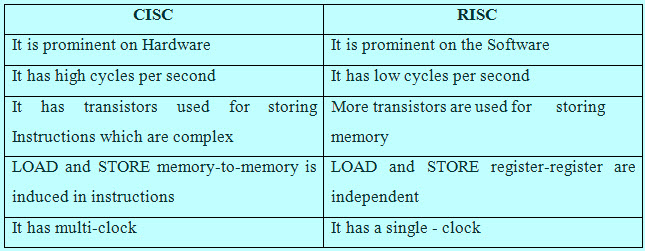 CISC RISC
It is prominent on Hardware It is prominent on the Software
It has high cycles per second It has low cycles per second
It has transistors used for storing More transistors are used for storing
Instructions which are complex memory
LOAD and STORE memory-to-memory is LOAD and STORE register-register are
induced in instructions independent
It has multi-clock It has a single - clock